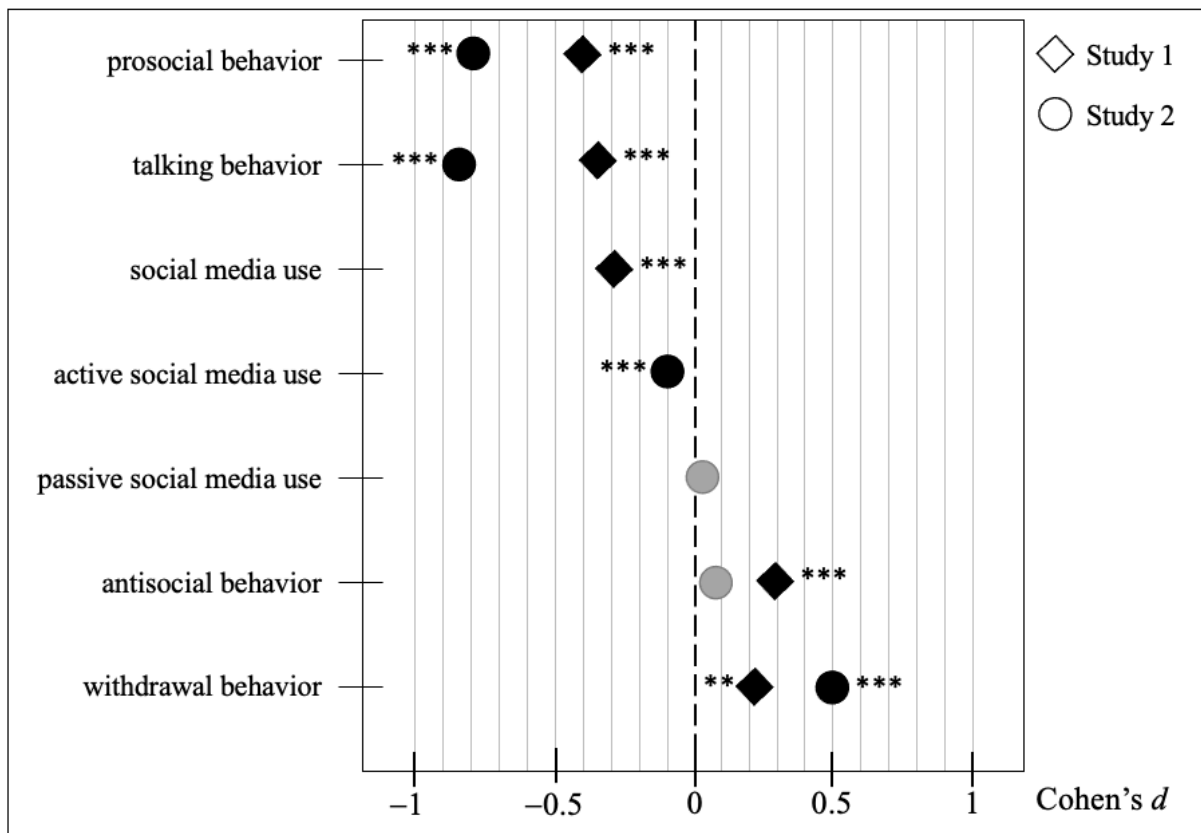 prosocial behavior *** ***
talking behavior *** ***
social media use ***
active social media use ***
passive social media use
antisocial behavior ***
withdrawal behavior ** ***
−1 −0.5 0 0.5 1 Cohen's d
Study 1
Study 2